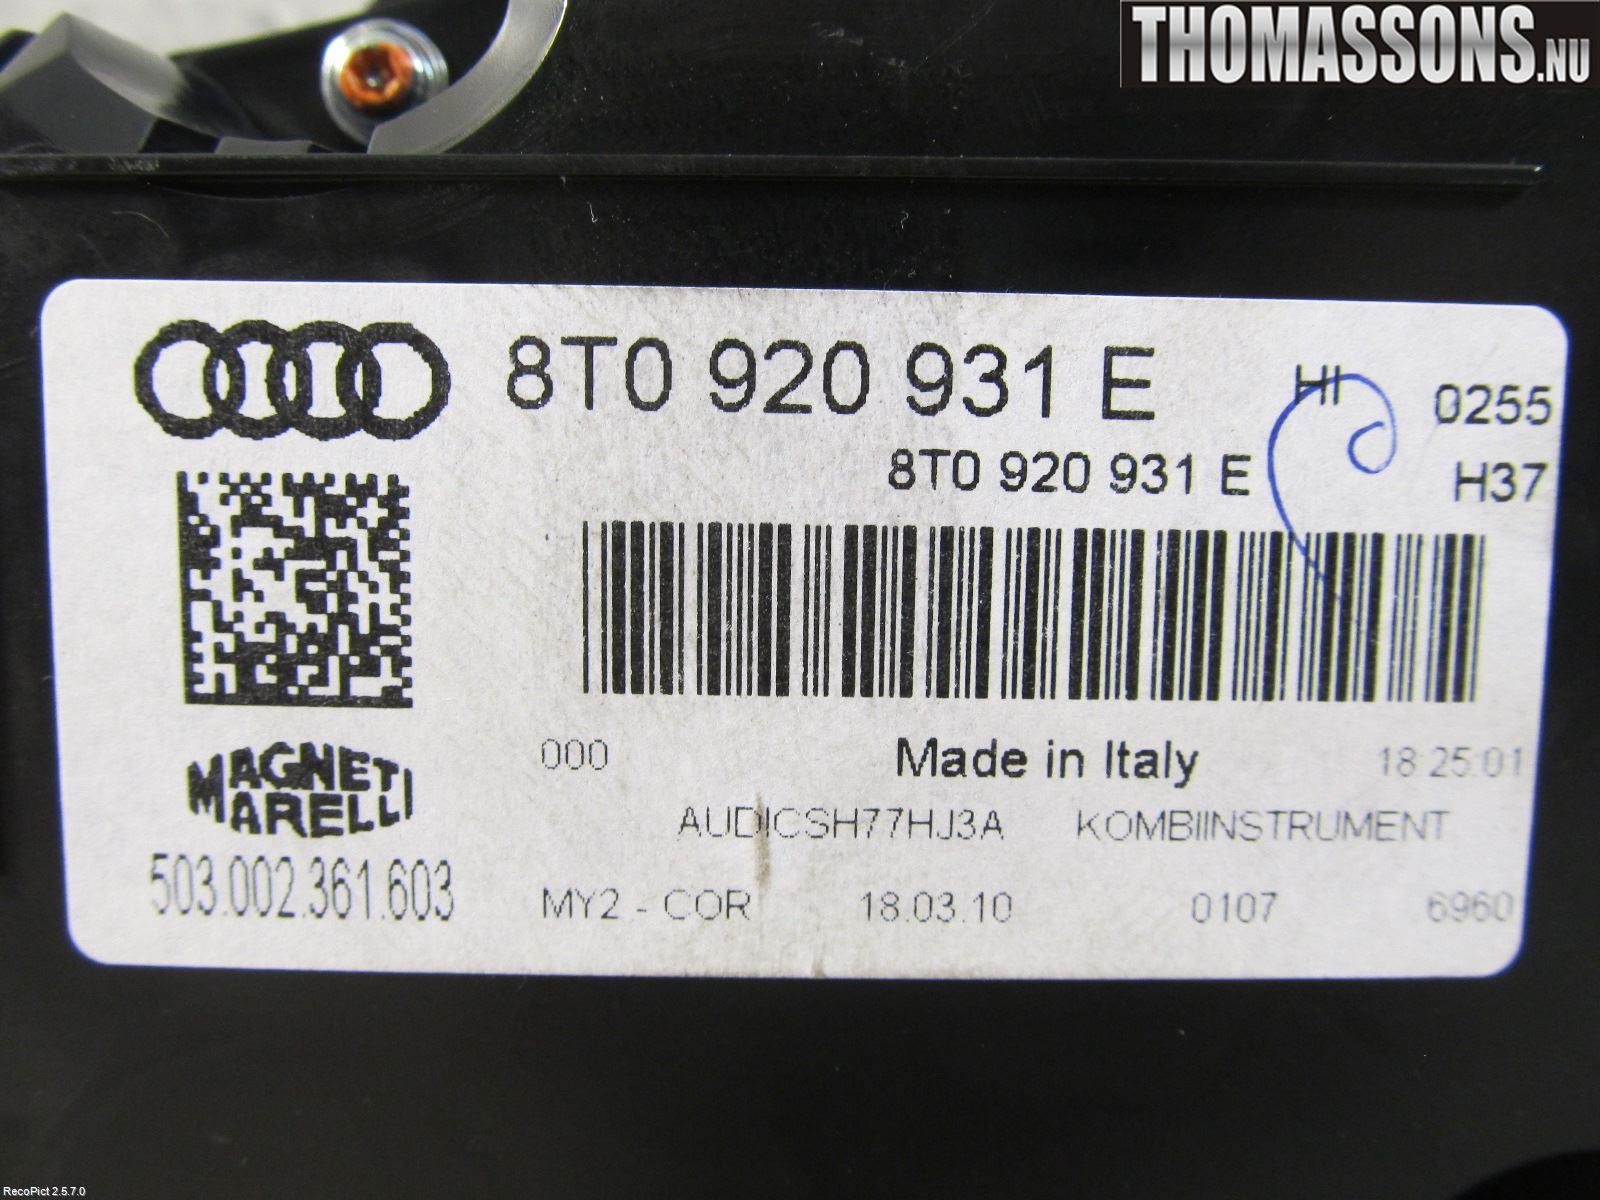 THOMASSONS.NU
8T0 920 931 E
HI
0255
8T0 920 931 E
H37
000
Made in Italy
18:25:01
MAGNETI
MARELLI
AUDICSH77HJ3A
KOMBIINSTRUMENT
503.002.361.603
MY2 - COR
18.03.10
0107
6960
RecoPict 2.5.7.0